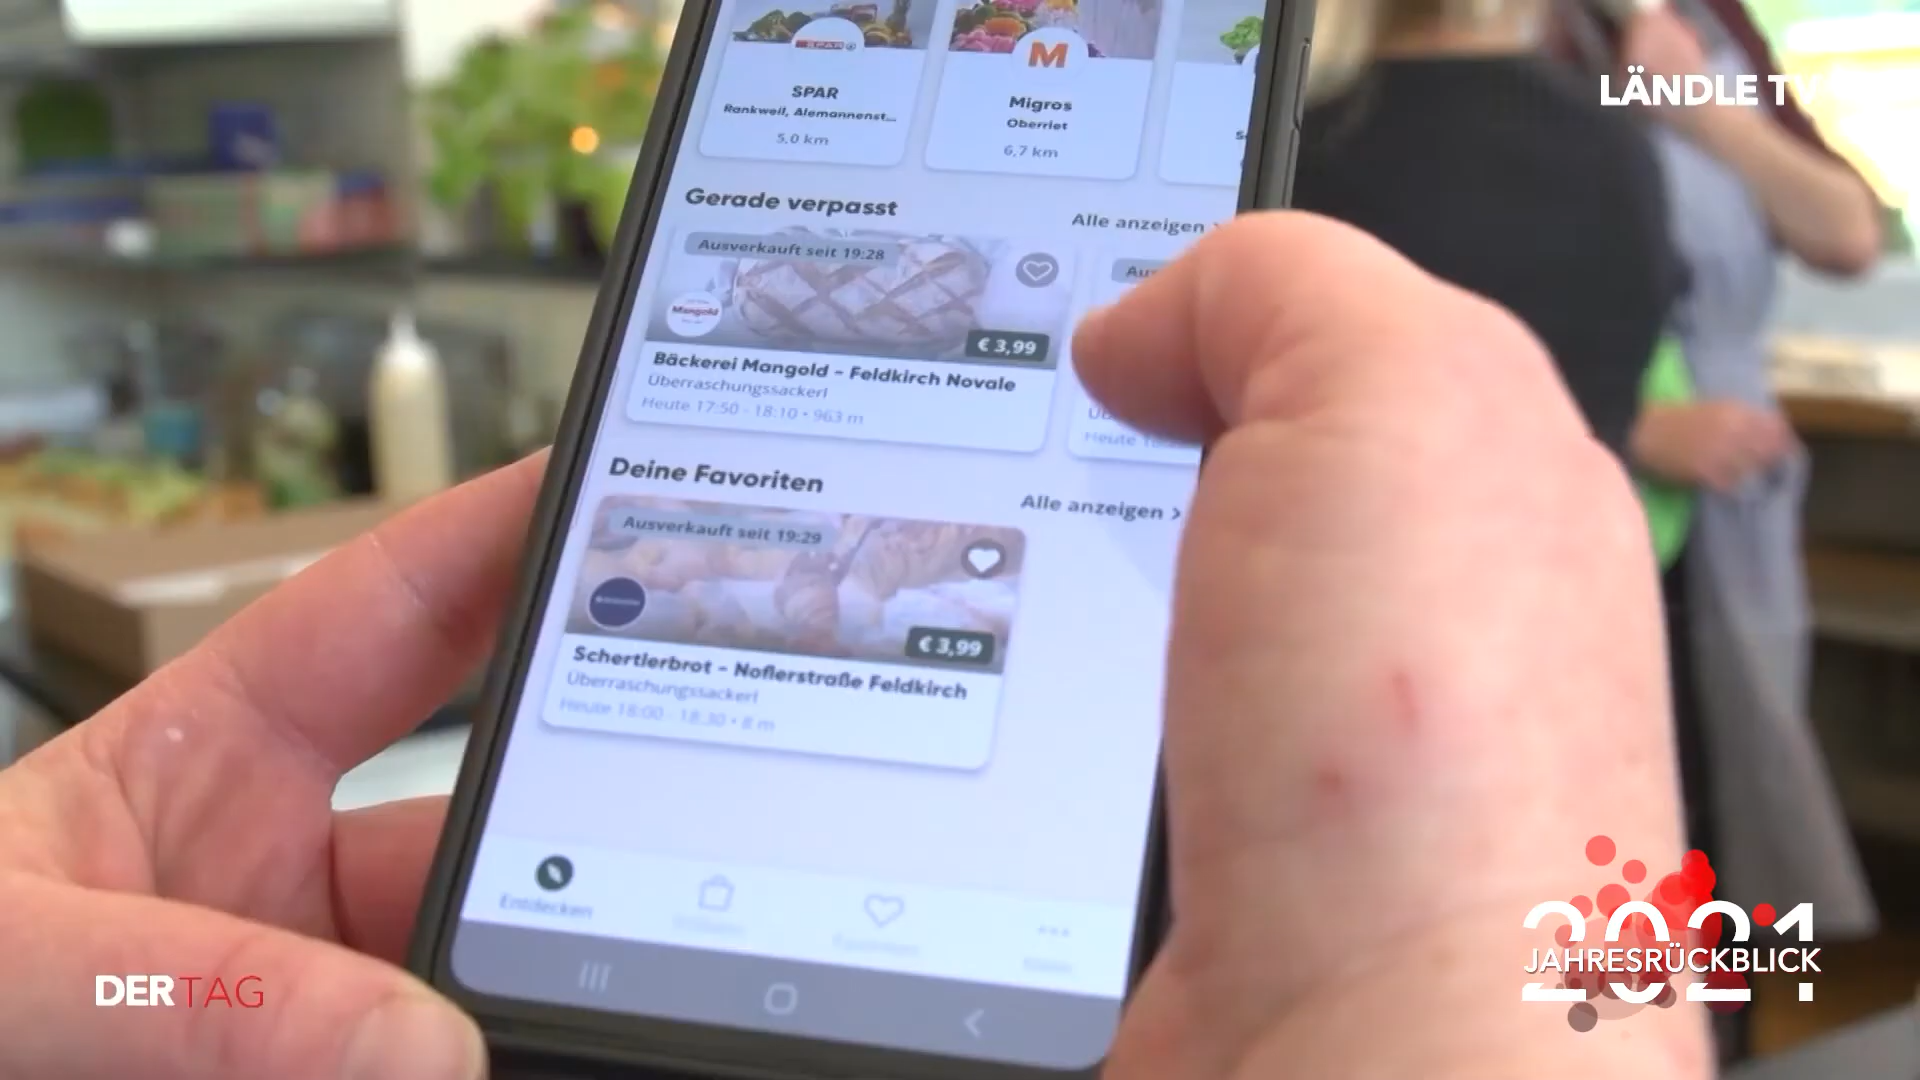 SPAR
M
LÄNDLE TV
SPAR
Rankweil, Alemannenst...
5,0 km
Migros
Oberriet
6,7 km
Gerade verpasst
Alle anzeigen
Ausverkauft seit 19:28
Mangold
€ 3,99
Bäckerei Mangold - Feldkirch Novale
Überraschungssackerl
Heute 17:50 - 18:10 • 963 m
Heute
Deine Favoriten
Alle anzeigen >
Ausverkauft seit 19:29
€ 3,99
Schertlerbrot - Noflerstraße Feldkirch
Überraschungssackerl
Heute 18:00 - 18:30 • 8 m
Entdecken
DERTAG
2021
JAHRESRÜCKBLICK